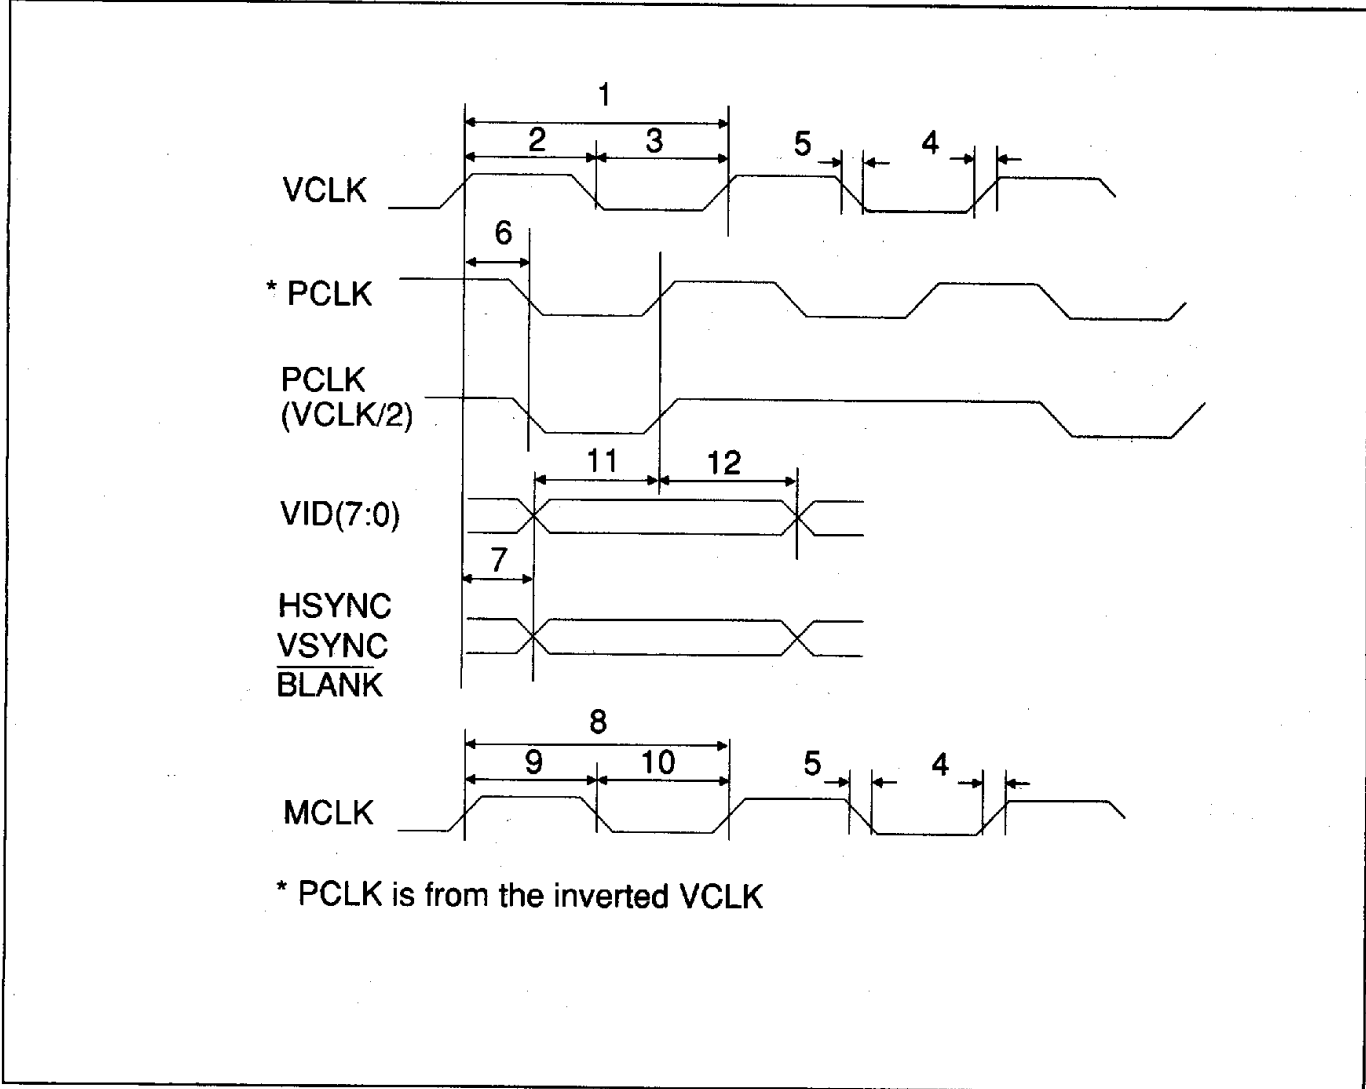 1
2 3 5 4
VCLK
6
* PCLK
PCLK
(VCLK/2)
11 12
VID(7:0)
7
HSYNC
VSYNC
BLANK
8
9 10 5 4
MCLK
* PCLK is from the inverted VCLK